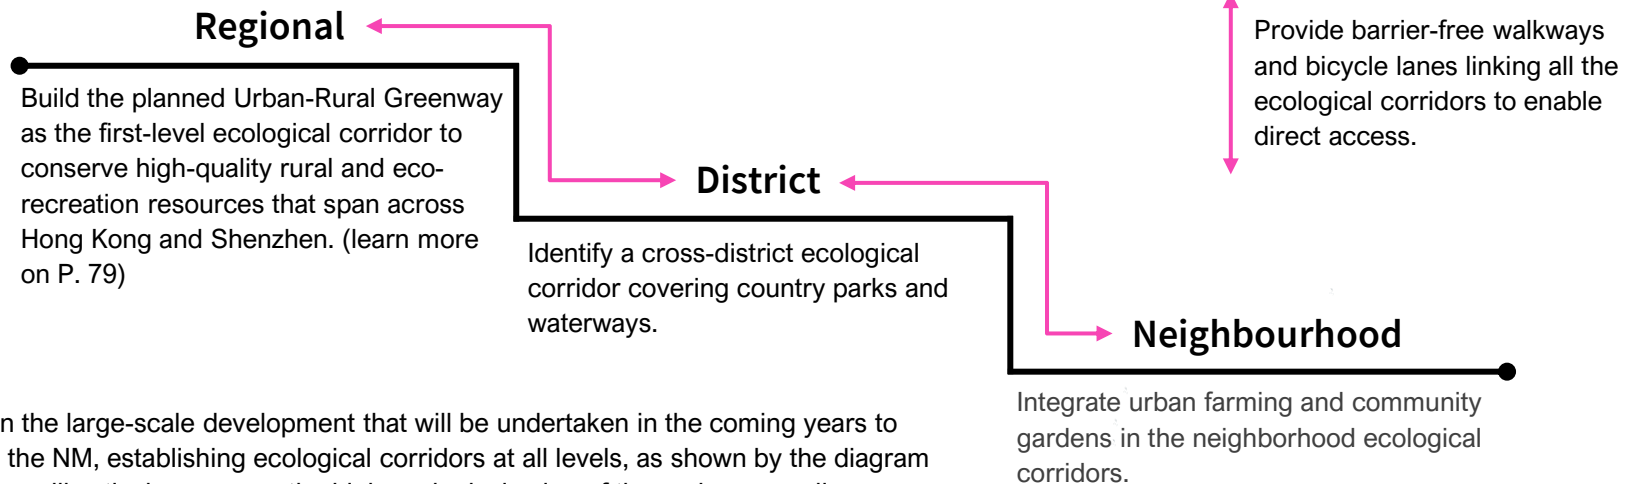 Regional
Build the planned Urban-Rural Greenway
as the first-level ecological corridor to
conserve high-quality rural and eco-
recreation resources that span across
Hong Kong and Shenzhen. (learn more
on P. 79)
District
Identify a cross-district ecological
corridor covering country parks and
waterways.
Provide barrier-free walkways
and bicycle lanes linking all the
ecological corridors to enable
direct access.
Neighbourhood
Integrate urban farming and community
gardens in the neighborhood ecological
corridors.
n the large-scale development that will be undertaken in the coming years to
the NM, establishing ecological corridors at all levels, as shown by the diagram